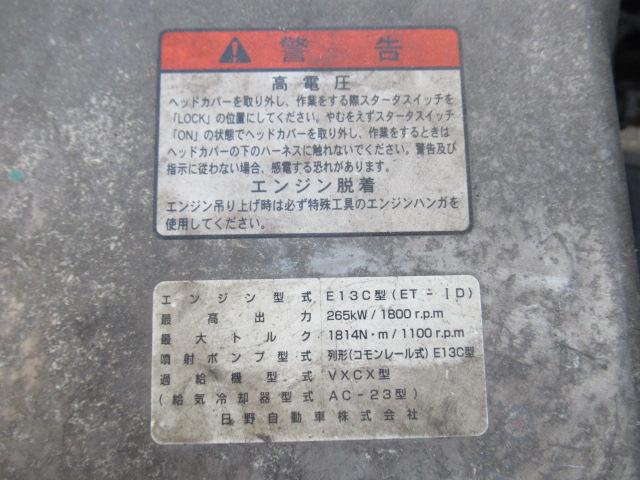 警告
高電圧
ヘッドカバーを取り外し、作業をする際スタータスイッチを
「LOCK」の位置にしてください。やむをえずスタータスイッチ
「ON」の状態でヘッドカバーを取り外し、作業をするときは
ヘッドカバーの下のハーネスに触れないでください。警告及び
指示に従わない場合、感電する恐れがあります。
エンジン脱着
エンジン吊り上げ時は必ず特殊工具のエンジンハンガを
使用してください。
エンジン型式 E13C型(ET-ⅠD)
最高出力 265kW/1800r.p.m
最大トルク 1814N・m/1100r.p.m
噴射ポンプ型式 列形(コモンレール式)E13C型
過給機型式 VXCX型
(給気冷却器型式 AC-23型)
日野自動車株式会社